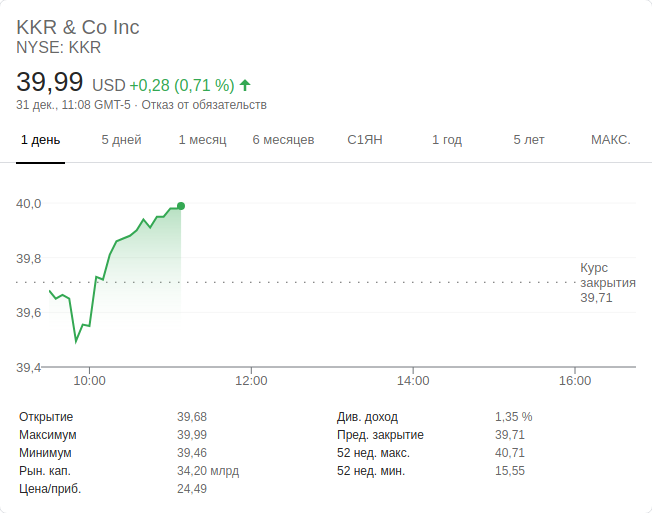 KKR & Co Inc
NYSE: KKR
39,99 USD +0,28 (0,71 %)
31 дек., 11:08 GMT-5 · Отказ от обязательств
1 день 5 дней 1 месяц 6 месяцев С1ЯН 1 год 5 лет МАКС.
40,0
39,8
Курс
закрытия
39,71
39,6
39,4
10:00 12:00 14:00 16:00
Открытие 39,68 Див. доход 1,35 %
Максимум 39,99 Пред. закрытие 39,71
Минимум 39,46 52 нед. макс. 40,71
Рын. кап. 34,20 млрд 52 нед. мин. 15,55
Цена/приб. 24,49